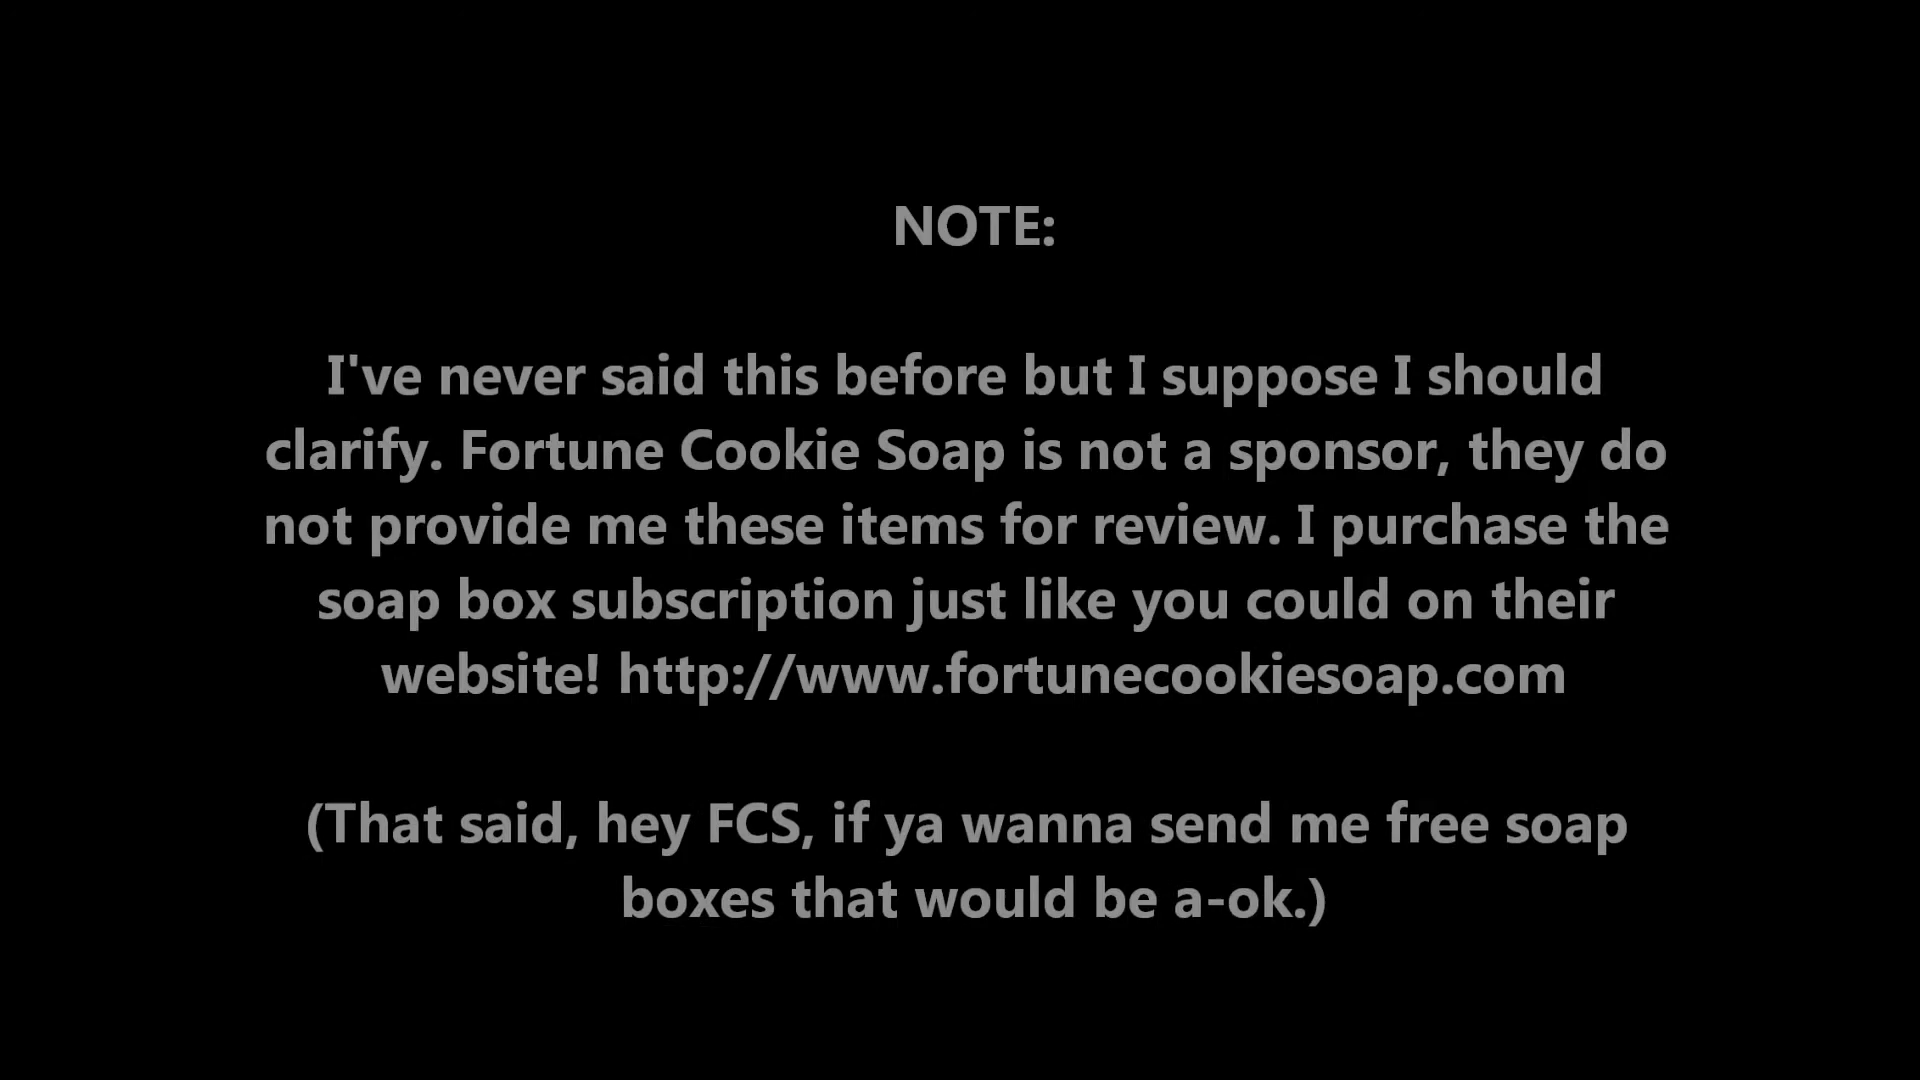 NOTE:
I've never said this before but I suppose I should
clarify. Fortune Cookie Soap is not a sponsor, they do
not provide me these items for review. I purchase the
soap box subscription just like you could on their
website! http://www.fortunecookiesoap.com
(That said, hey FCS, if ya wanna send me free soap
boxes that would be a-ok.)